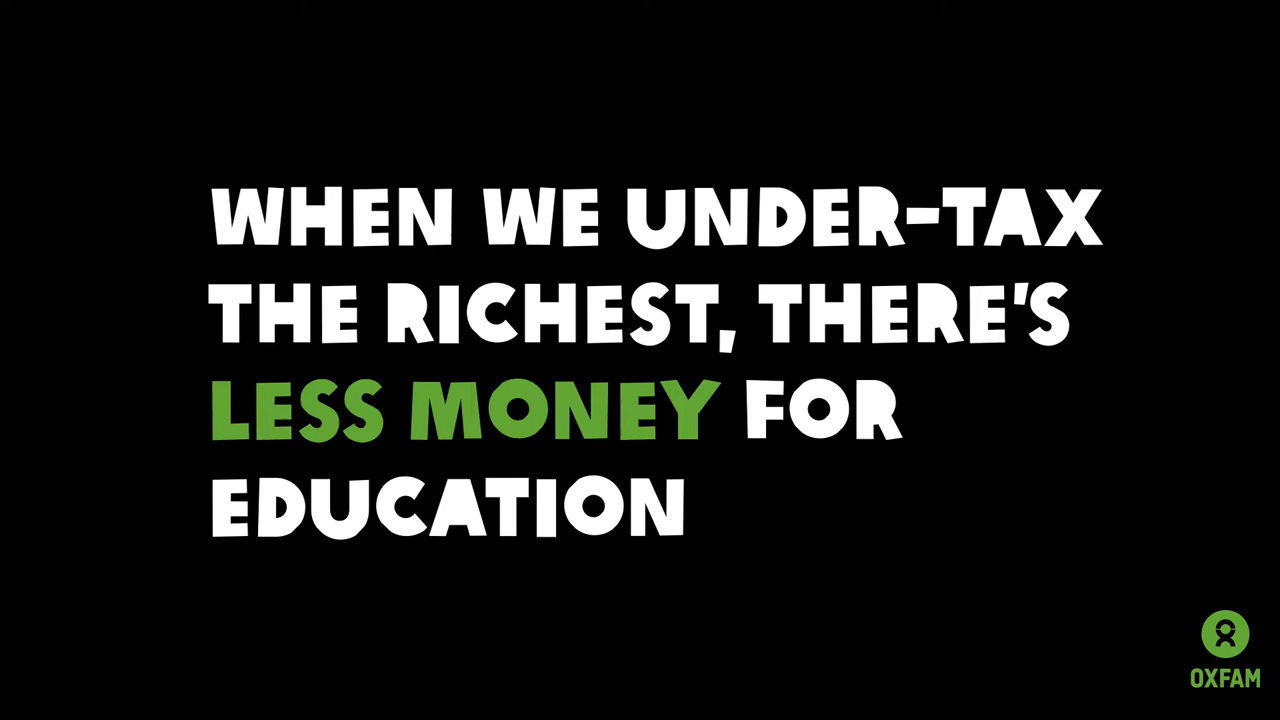 WHEN WE UNDER-TAX
THE RICHEST, THERE'S
LESS MONEY FOR
EDUCATION
OXFAM